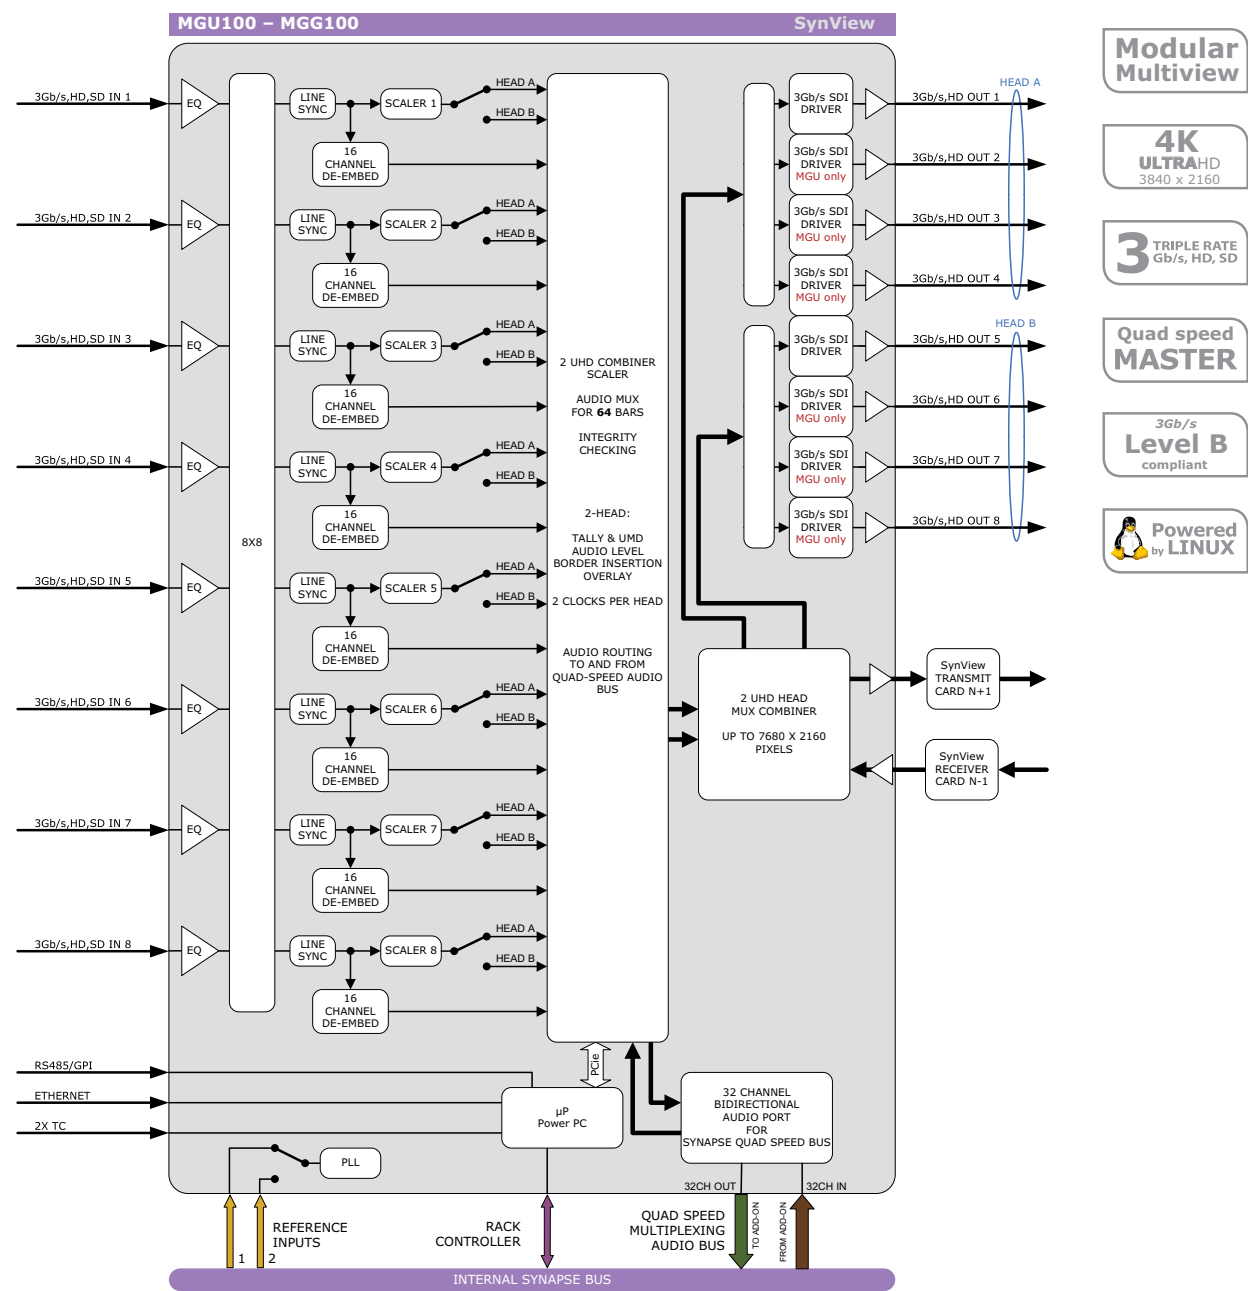 MGU100 – MGG100
SynView
3Gb/s,HD,SD IN 1
EQ
LINE
SYNC
SCALER 1
HEAD A
HEAD B
16
CHANNEL
DE-EMBED
3Gb/s,HD,SD IN 2
EQ
LINE
SYNC
SCALER 2
HEAD A
HEAD B
16
CHANNEL
DE-EMBED
3Gb/s,HD,SD IN 3
EQ
LINE
SYNC
SCALER 3
HEAD A
HEAD B
16
CHANNEL
DE-EMBED
3Gb/s,HD,SD IN 4
EQ
LINE
SYNC
SCALER 4
HEAD A
HEAD B
16
CHANNEL
DE-EMBED
8X8
3Gb/s,HD,SD IN 5
EQ
LINE
SYNC
SCALER 5
HEAD A
HEAD B
16
CHANNEL
DE-EMBED
3Gb/s,HD,SD IN 6
EQ
LINE
SYNC
SCALER 6
HEAD A
HEAD B
16
CHANNEL
DE-EMBED
3Gb/s,HD,SD IN 7
EQ
LINE
SYNC
SCALER 7
HEAD A
HEAD B
16
CHANNEL
DE-EMBED
3Gb/s,HD,SD IN 8
EQ
LINE
SYNC
SCALER 8
HEAD A
HEAD B
16
CHANNEL
DE-EMBED
2 UHD COMBINER
SCALER
AUDIO MUX
FOR 64 BARS
INTEGRITY
CHECKING
2-HEAD:
TALLY & UMD
AUDIO LEVEL
BORDER INSERTION
OVERLAY
2 CLOCKS PER HEAD
AUDIO ROUTING
TO AND FROM
QUAD-SPEED AUDIO
BUS
3Gb/s SDI
DRIVER
3Gb/s,HD OUT 1
HEAD A
3Gb/s SDI
DRIVER
MGU only
3Gb/s,HD OUT 2
3Gb/s SDI
DRIVER
MGU only
3Gb/s,HD OUT 3
3Gb/s SDI
DRIVER
MGU only
3Gb/s,HD OUT 4
3Gb/s SDI
DRIVER
3Gb/s,HD OUT 5
HEAD B
3Gb/s SDI
DRIVER
MGU only
3Gb/s,HD OUT 6
3Gb/s SDI
DRIVER
MGU only
3Gb/s,HD OUT 7
3Gb/s SDI
DRIVER
MGU only
3Gb/s,HD OUT 8
2 UHD HEAD
MUX COMBINER
UP TO 7680 X 2160
PIXELS
SynView
TRANSMIT
CARD N+1
SynView
RECEIVER
CARD N-1
RS485/GPI
ETHERNET
2X TC
PCie
µP
Power PC
32 CHANNEL
BIDIRECTIONAL
AUDIO PORT
FOR
SYNAPSE QUAD SPEED BUS
PLL
32CH OUT
32CH IN
1
2
REFERENCE
INPUTS
RACK
CONTROLLER
QUAD SPEED
MULTIPLEXING
AUDIO BUS
TO ADD-ON
FROM ADD-ON
INTERNAL SYNAPSE BUS
Modular
Multiview
4K
ULTRAHD
3840 x 2160
3 TRIPLE RATE
Gb/s, HD, SD
Quad speed
MASTER
3Gb/s
Level B
compliant
Powered
by LINUX